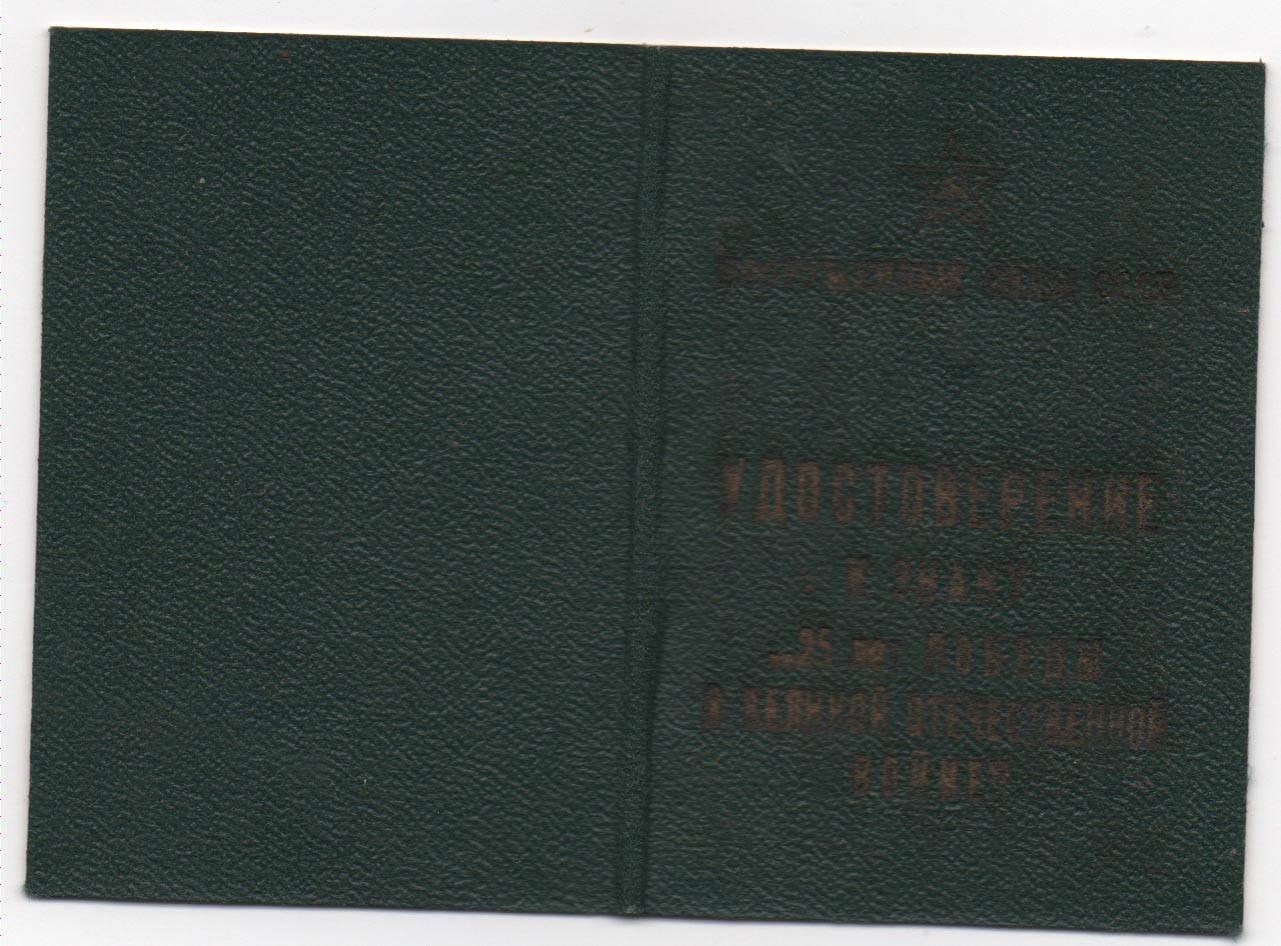 Вооруженные силы СССР
УДОСТОВЕРЕНИЕ
К ЗНАКУ
„25 лет ПОБЕДЫ
В ВЕЛИКОЙ ОТЕЧЕСТВЕННОЙ
ВОЙНЕ"